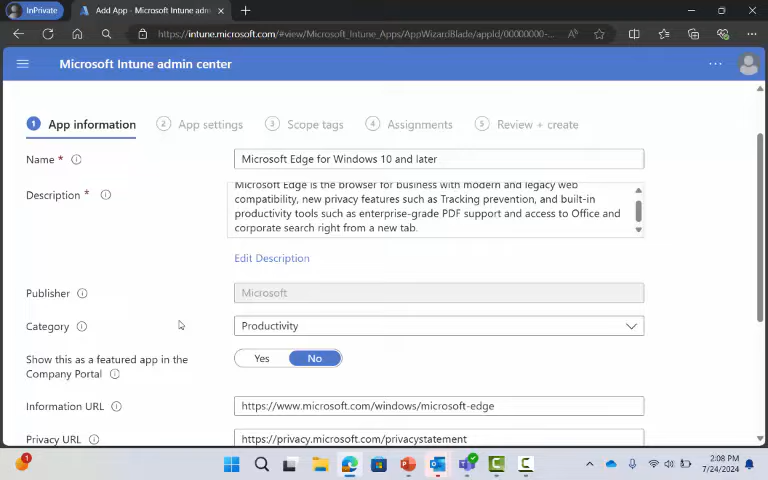 InPrivate
Add App - Microsoft Intune admi
https://intune.microsoft.com/#view/Microsoft_Intune_Apps/AppWizardBlade/appId/00000000-...
Microsoft Intune admin center
1 App information
2 App settings
3 Scope tags
4 Assignments
5 Review + create
Name *
Microsoft Edge for Windows 10 and later
Description *
Microsoft Edge is the browser for business with modern and legacy web
compatibility, new privacy features such as Tracking prevention, and built-in
productivity tools such as enterprise-grade PDF support and access to Office and
corporate search right from a new tab.
Edit Description
Publisher
Microsoft
Category
Productivity
Show this as a featured app in the
Company Portal
Yes
No
Information URL
https://www.microsoft.com/windows/microsoft-edge
Privacy URL
https://privacy.microsoft.com/privacystatement
1
2:08 PM
7/24/2024